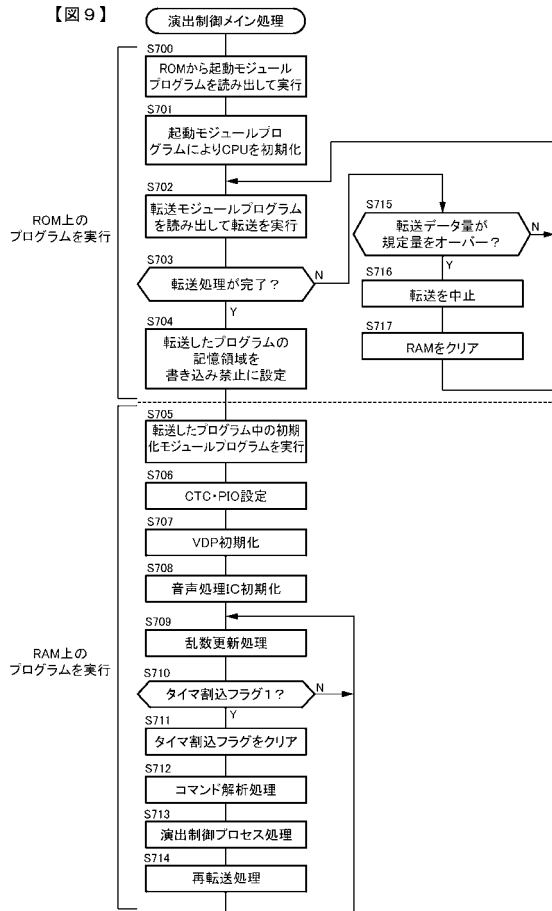 【図９】
演出制御メイン処理
S700
ROMから起動モジュール
プログラムを読み出して実行
S701
起動モジュールプロ
グラムによりCPUを初期化
S702
転送モジュールプログラム
を読み出して転送を実行
S703
転送処理が完了？
N
Y
S704
転送したプログラムの
記憶領域を
書き込み禁止に設定
S715
転送データ量が
規定量をオーバー？
N
Y
S716
転送を中止
S717
RAMをクリア
ROM上の
プログラムを実行
S705
転送したプログラム中の初期
化モジュールプログラムを実行
S706
CTC・PIO設定
S707
VDP初期化
S708
音声処理IC初期化
S709
乱数更新処理
S710
タイマ割込フラグ１？
N
Y
S711
タイマ割込フラグをクリア
S712
コマンド解析処理
S713
演出制御プロセス処理
S714
再転送処理
RAM上の
プログラムを実行